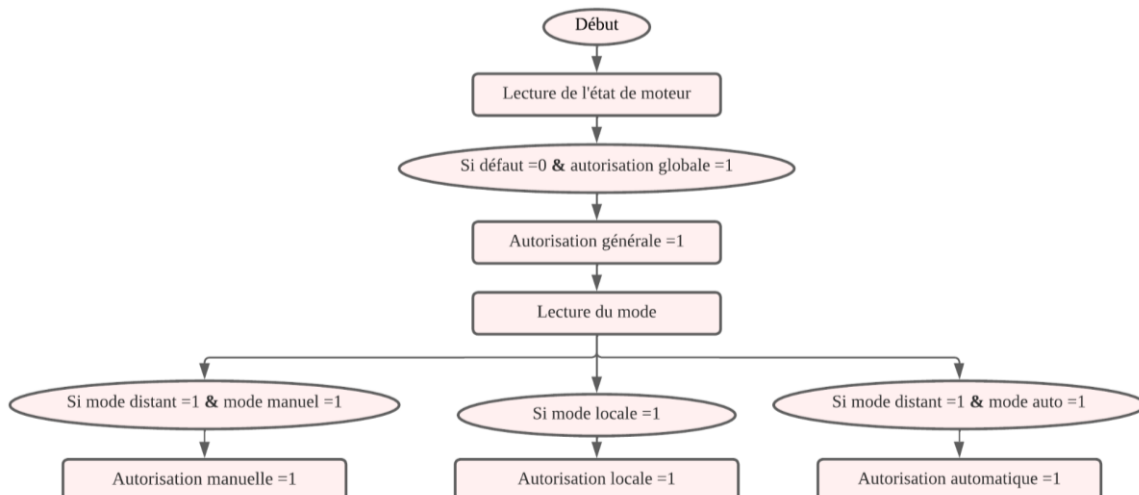 Début
Lecture de l'état de moteur
Si défaut =0 & autorisation globale =1
Autorisation générale =1
Lecture du mode
Si mode distant =1 & mode manuel =1
Si mode locale =1
Si mode distant =1 & mode auto =1
Autorisation manuelle =1
Autorisation locale =1
Autorisation automatique =1